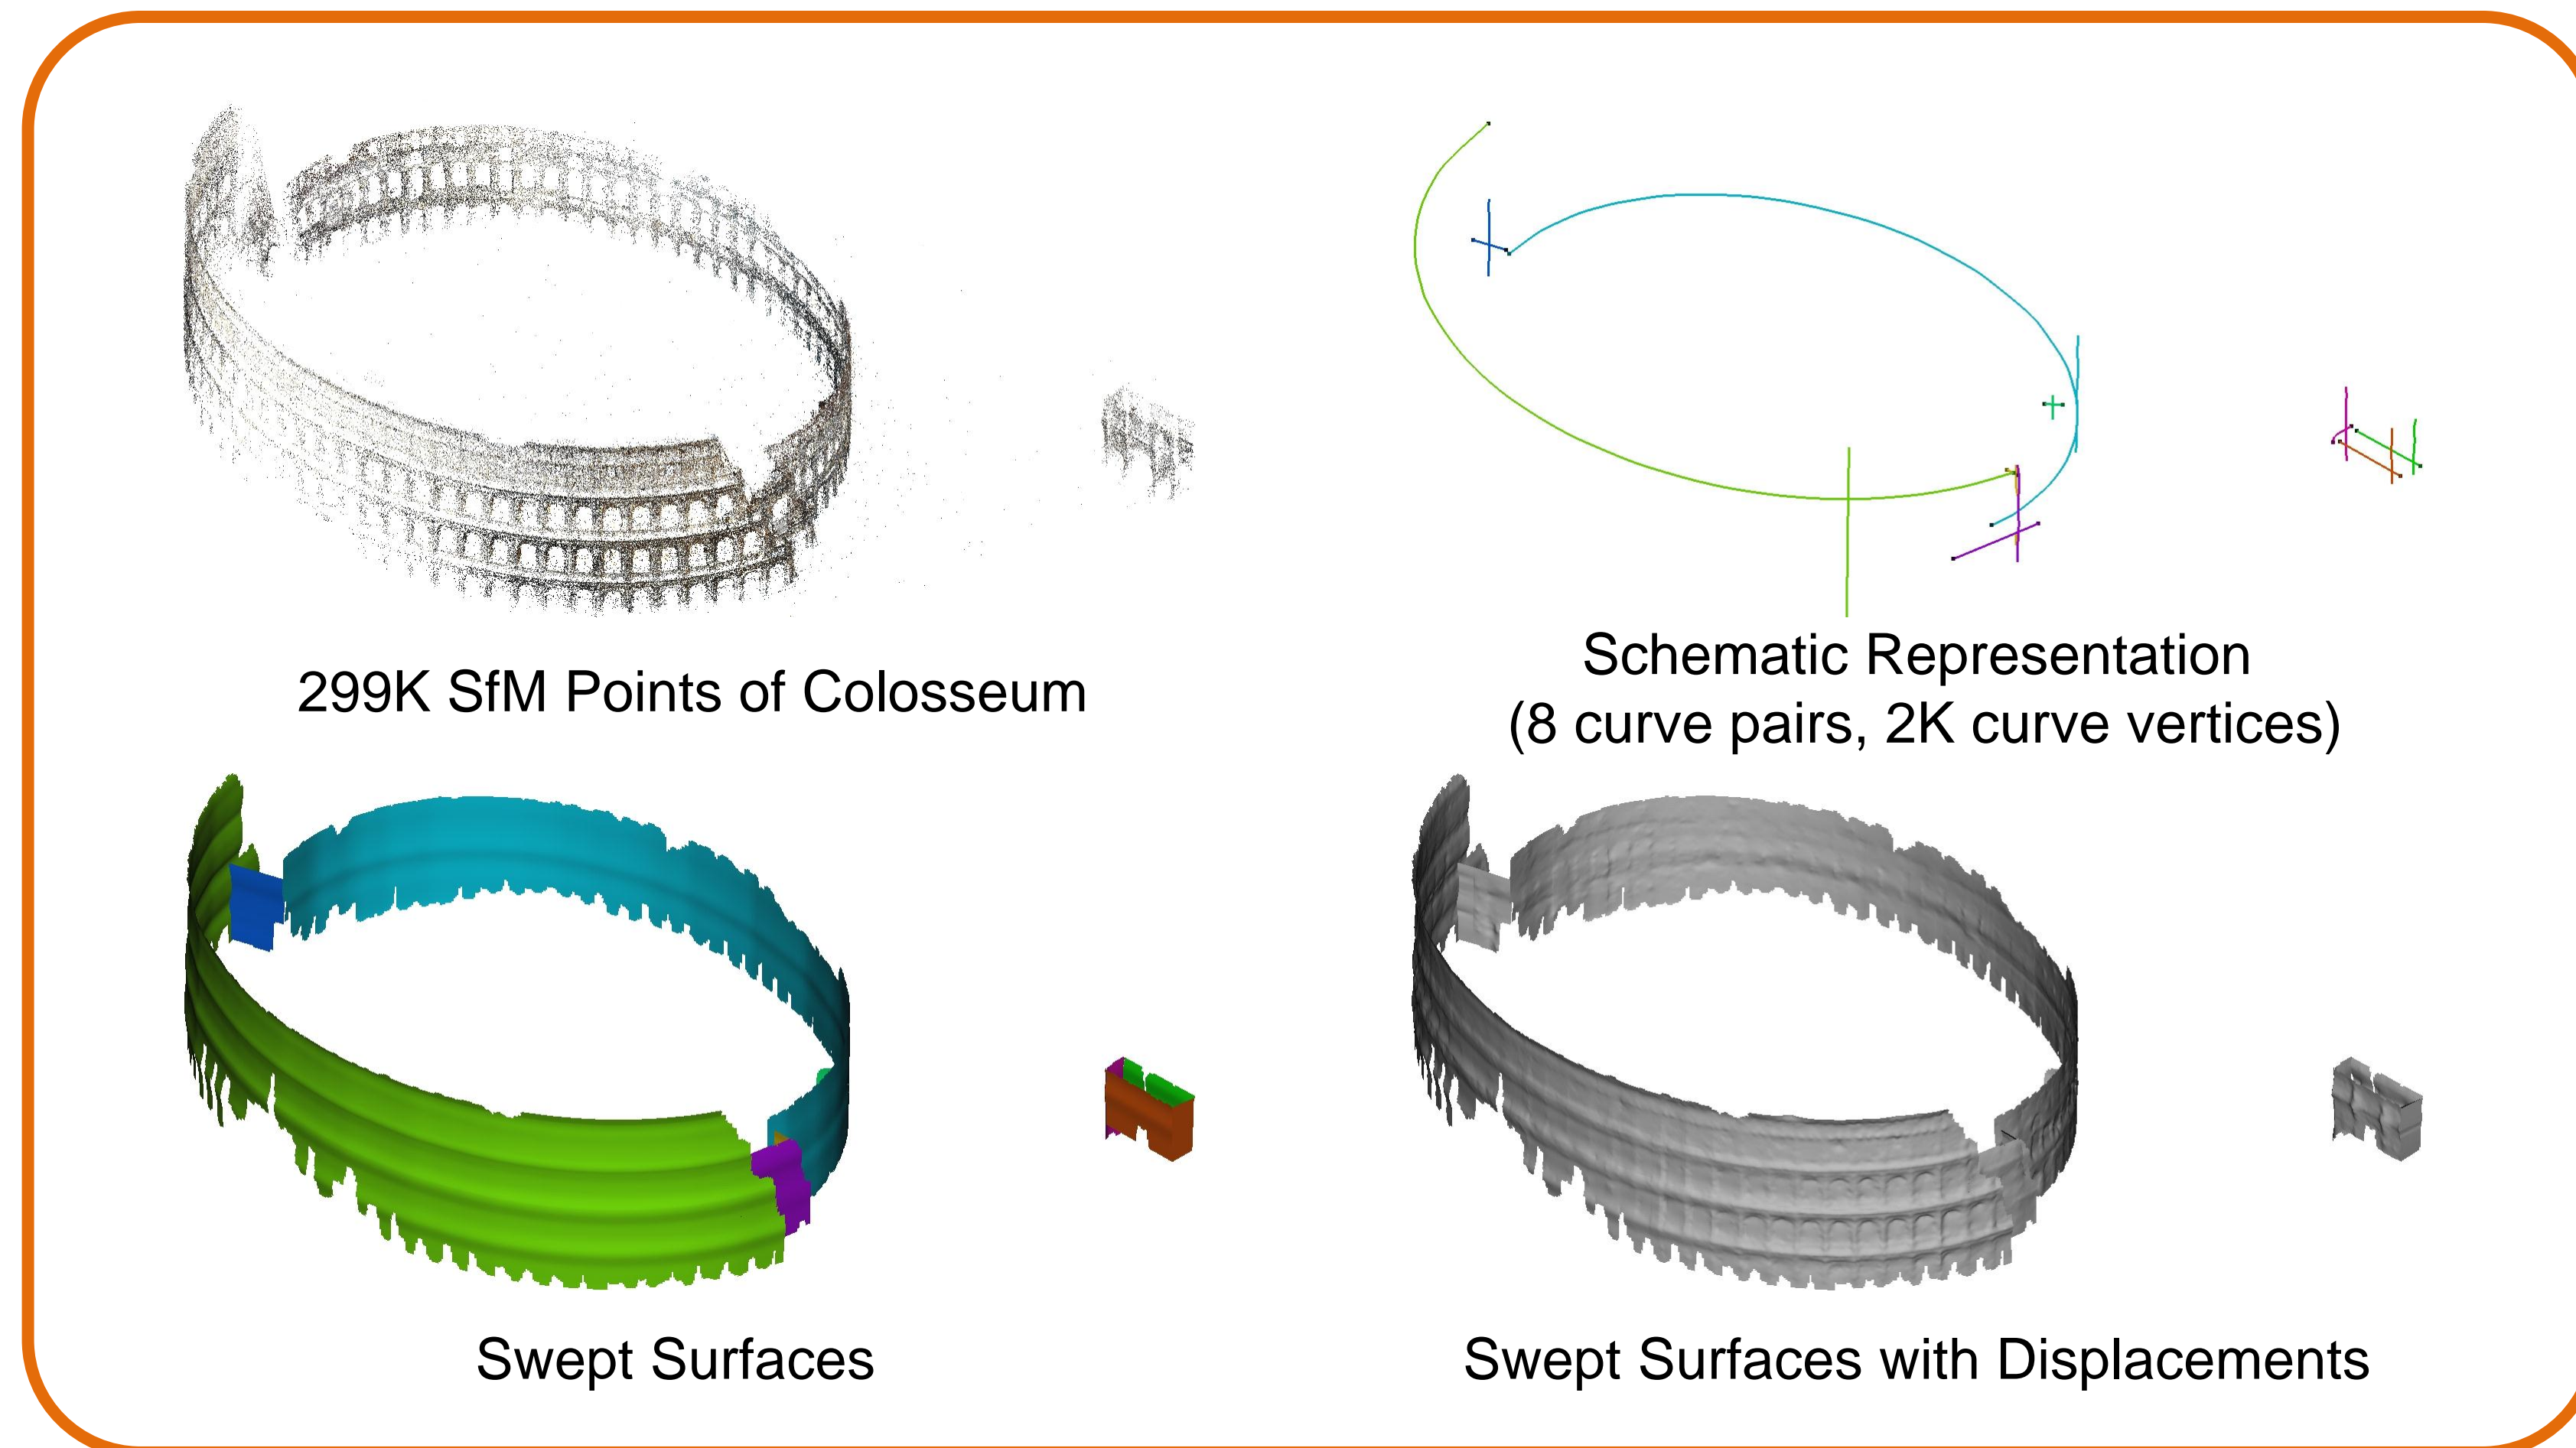 299K SfM Points of Colosseum
Schematic Representation
(8 curve pairs, 2K curve vertices)
Swept Surfaces
Swept Surfaces with Displacements